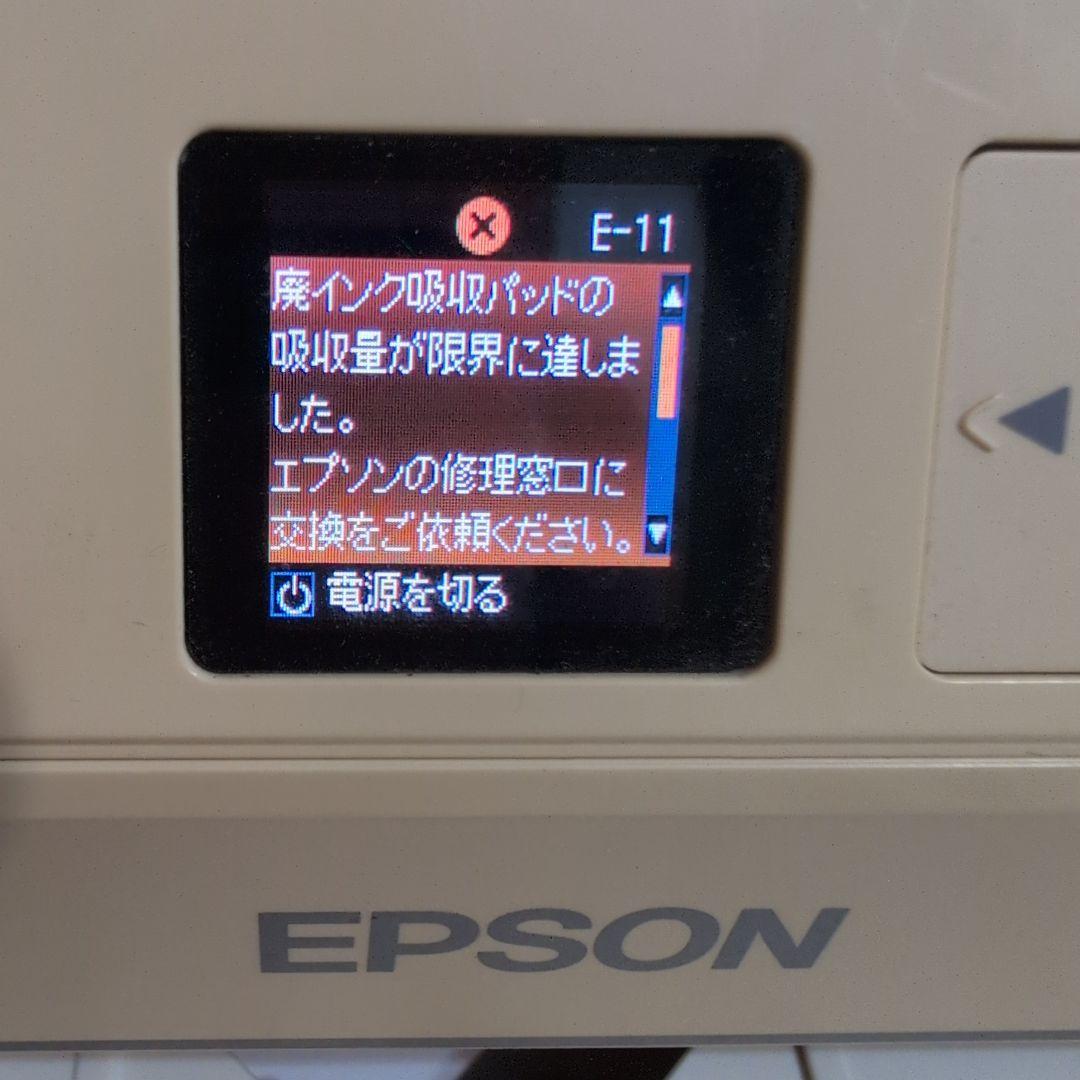 E-11
廃インク吸収パッドの
吸収量が限界に達しま
した。
エプソンの修理窓口に
交換をご依頼ください。
電源を切る
EPSON